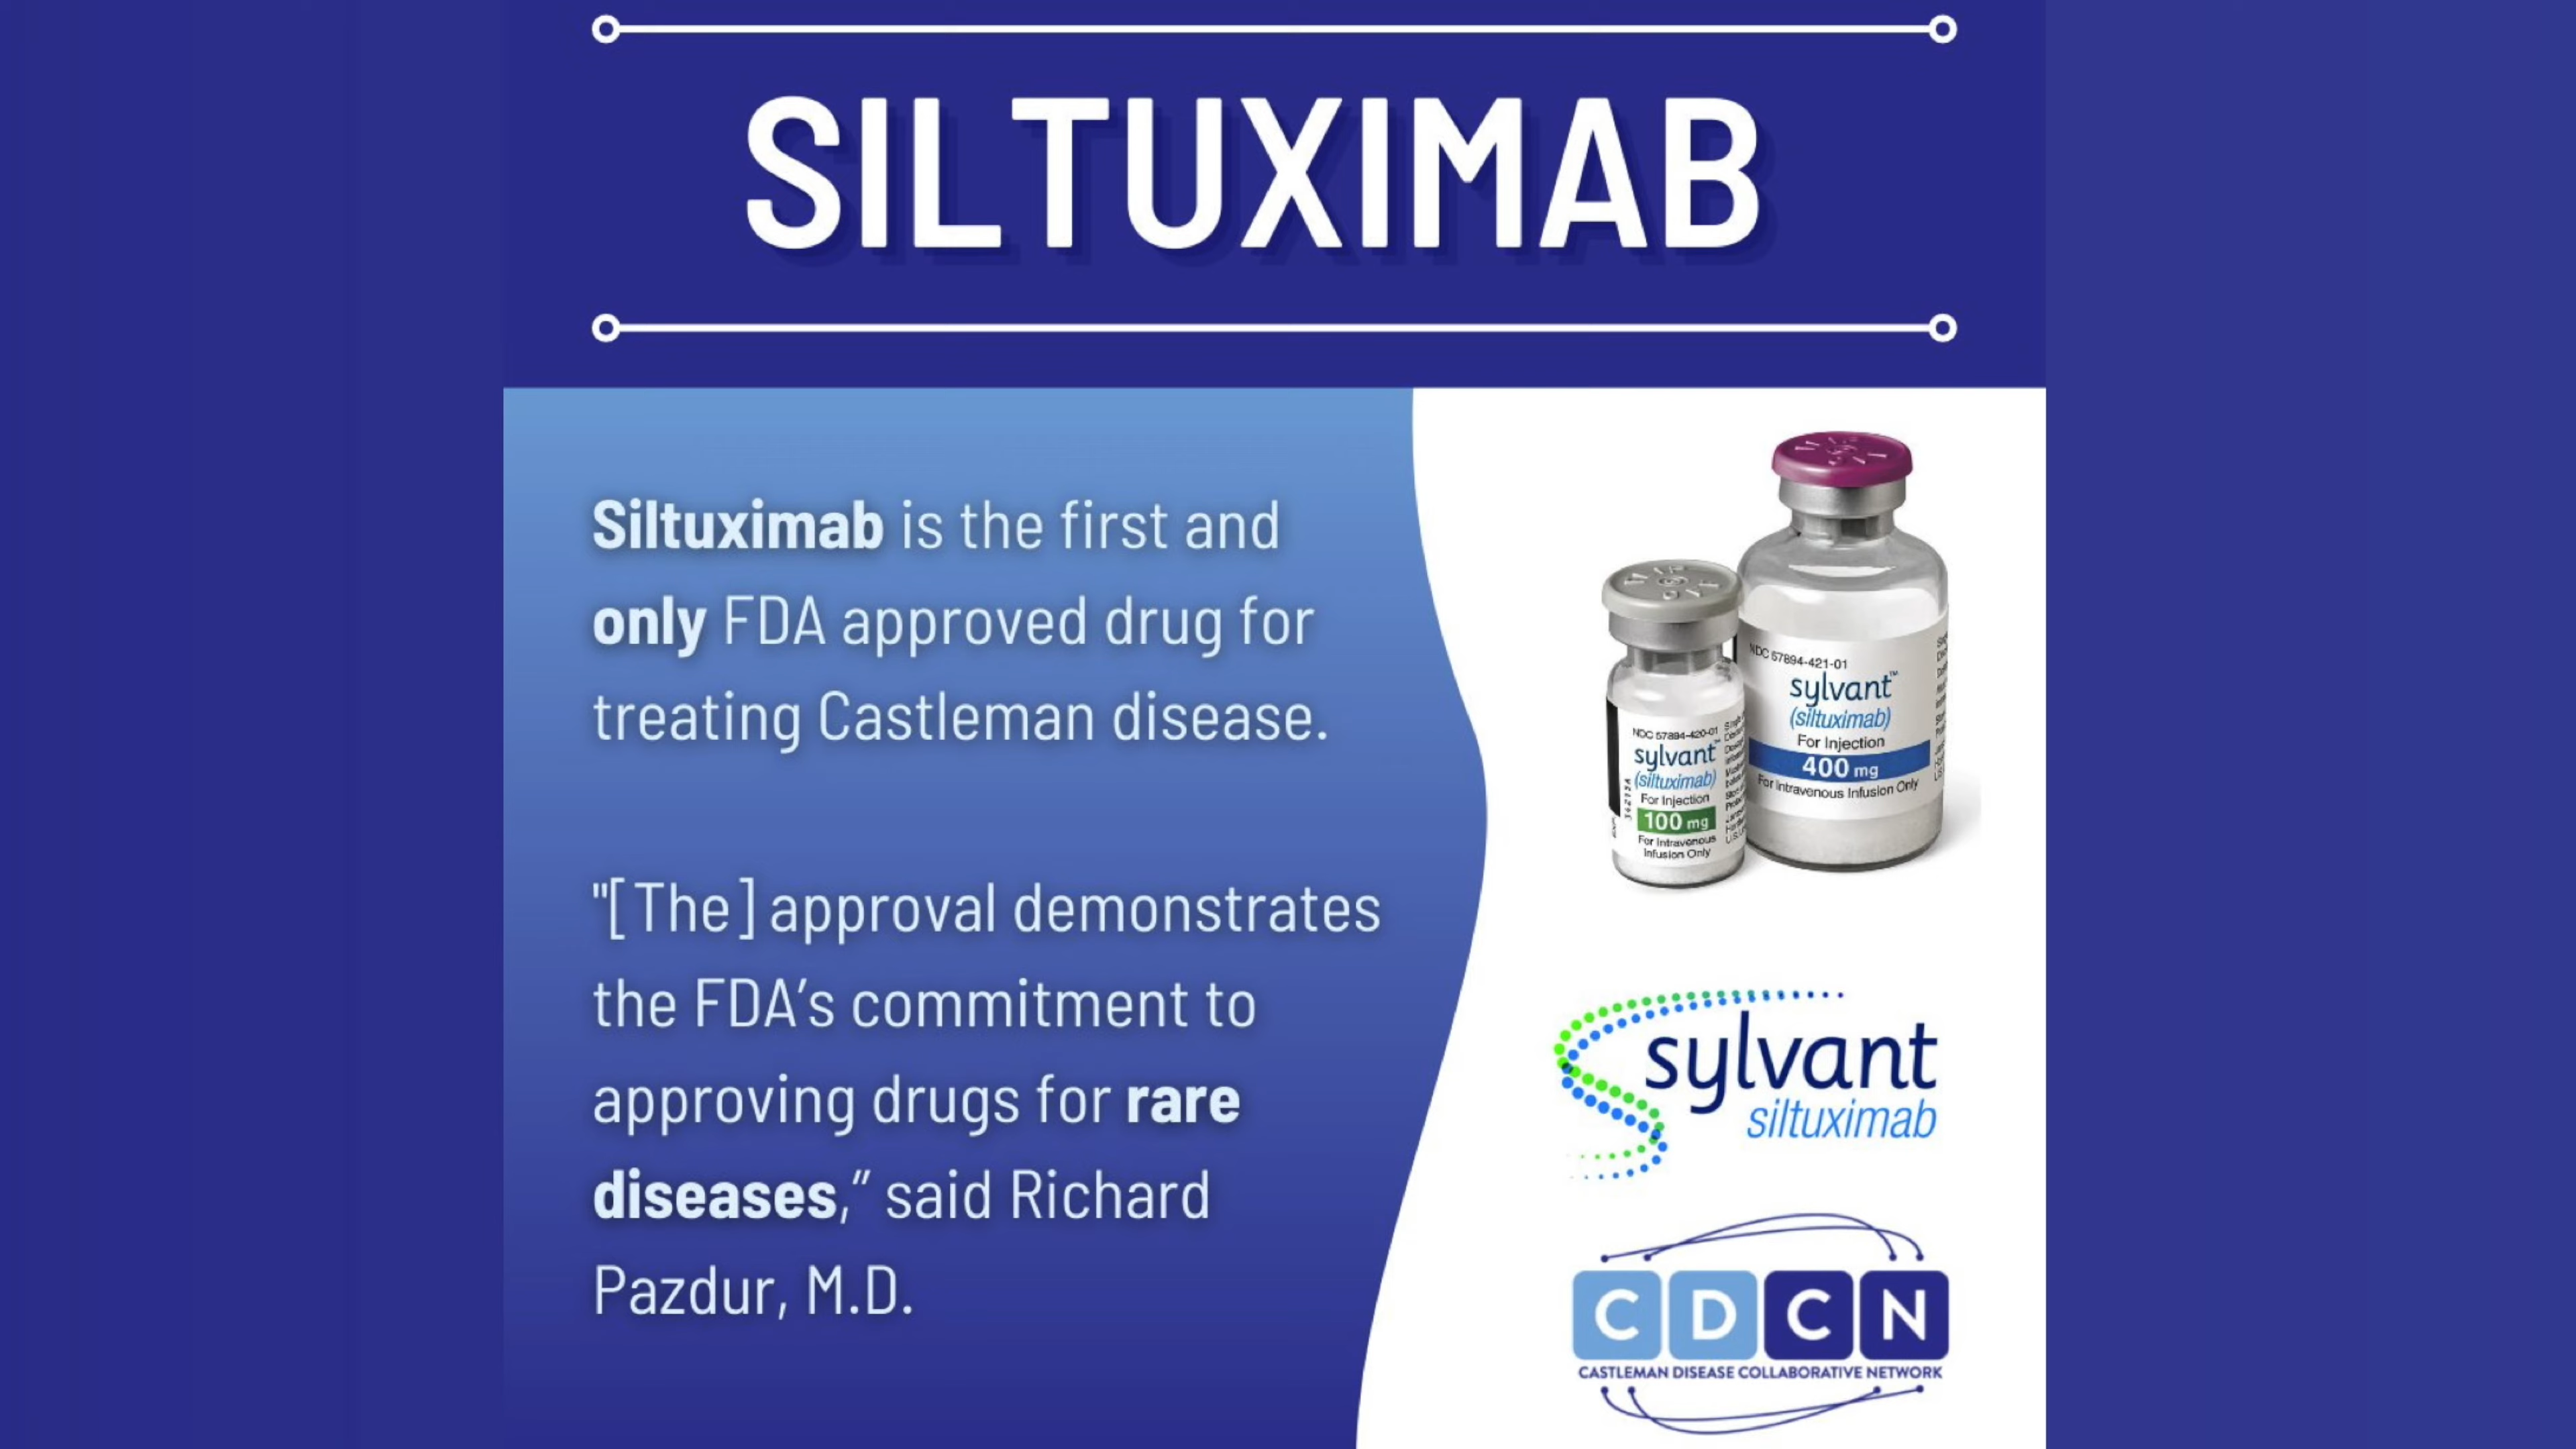 SILTUXIMAB
Siltuximab is the first and
only FDA approved drug for
treating Castleman disease.
"[The] approval demonstrates
the FDA’s commitment to
approving drugs for rare
diseases,” said Richard
Pazdur, M.D.
NDC 57894-421-01
sylvant™
(siltuximab)
For Injection
400 mg
For Intravenous Infusion Only
NDC 57894-420-01
sylvant™
(siltuximab)
For Injection
100 mg
For Intravenous
Infusion Only
sylvant
siltuximab
CDCN
CASTLEMAN DISEASE COLLABORATIVE NETWORK